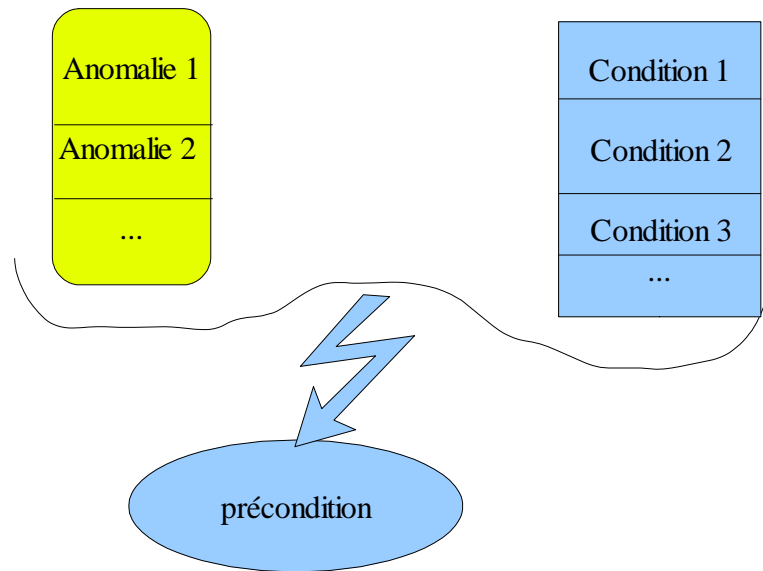 Anomalie 1
Anomalie 2
...
Condition 1
Condition 2
Condition 3
...
précondition